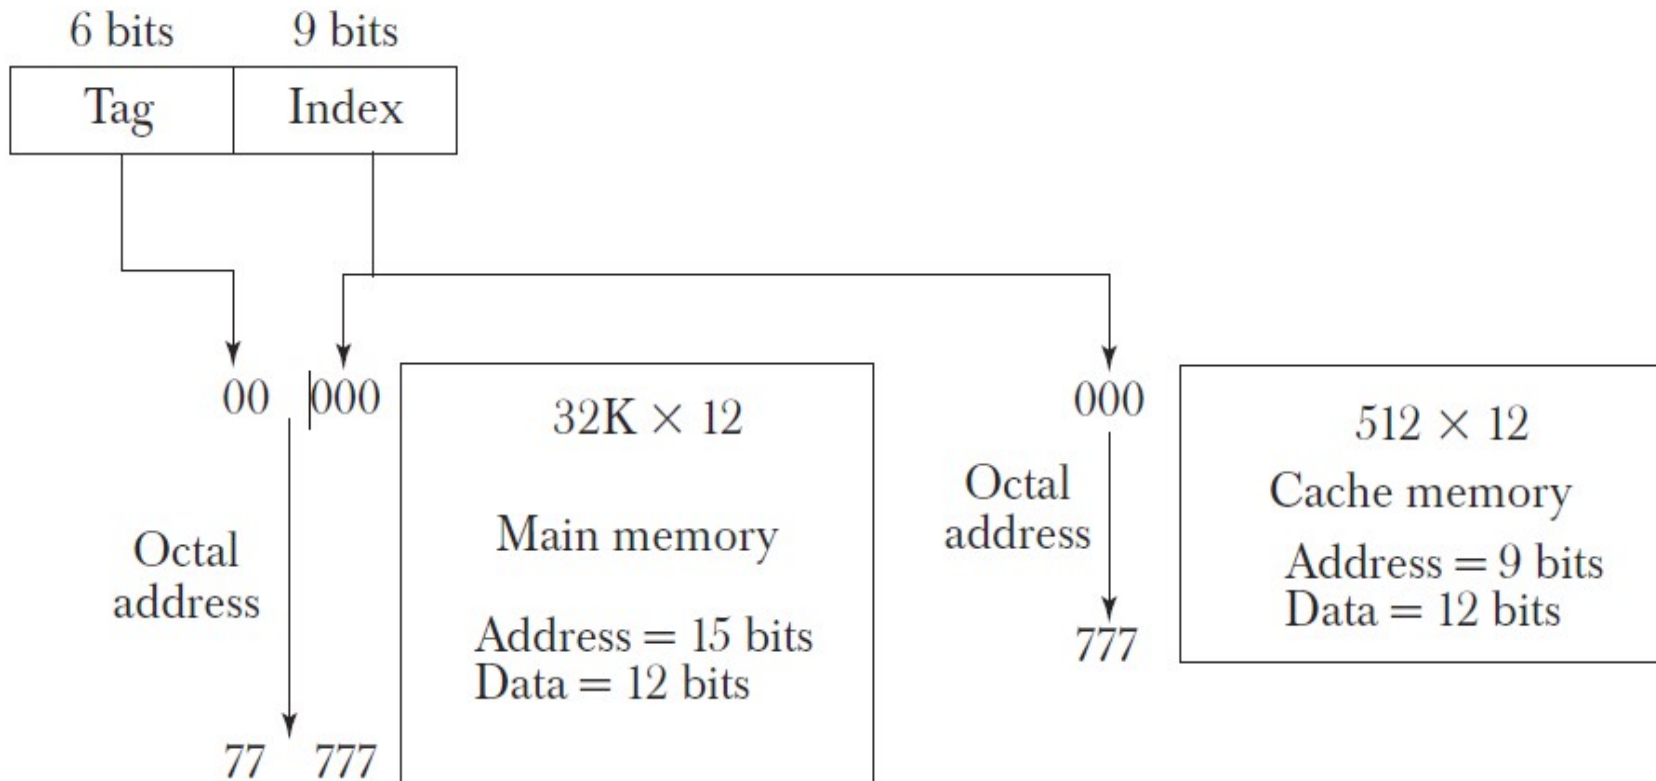 6 bits 9 bits
Tag Index
00 000
32K × 12
Main memory
Address = 15 bits
Data = 12 bits
Octal
address
77 777
000
Octal
address
777
512 × 12
Cache memory
Address = 9 bits
Data = 12 bits